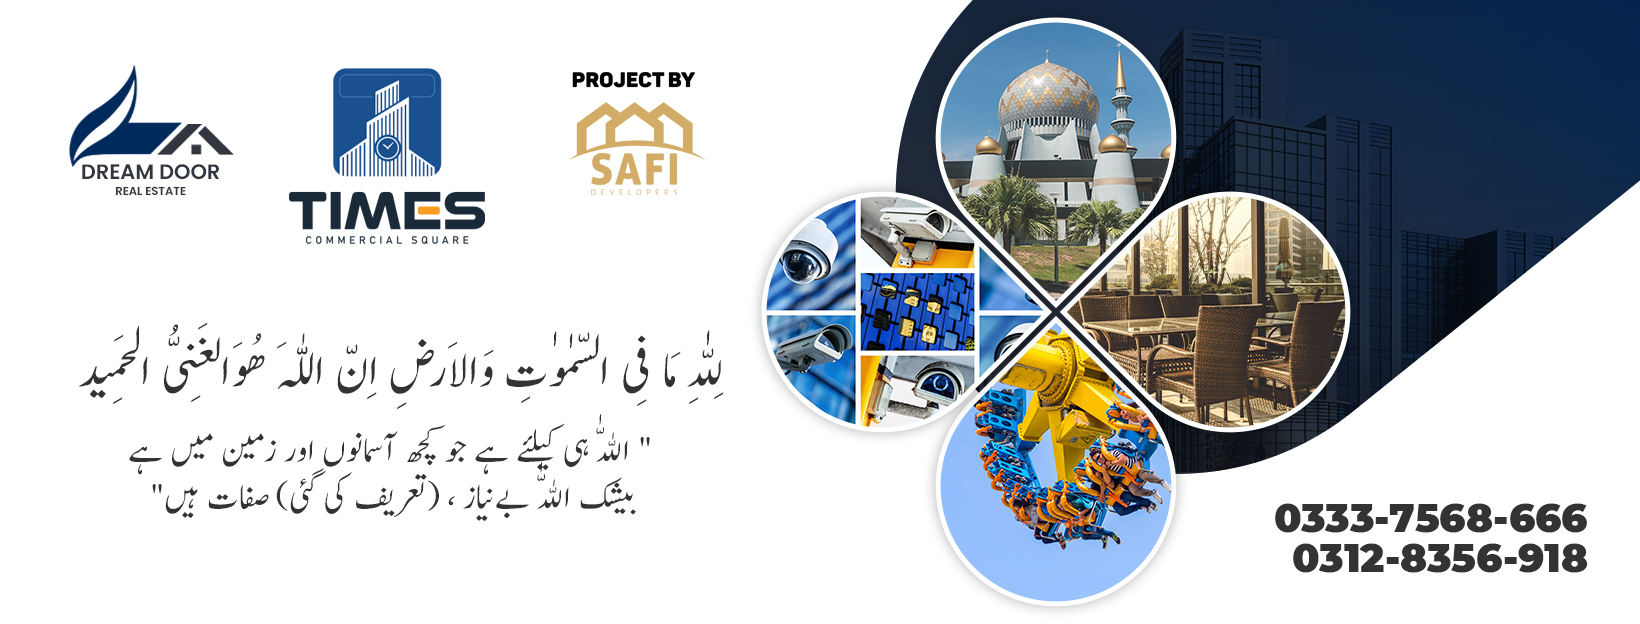 DREAM DOOR
REAL ESTATE
TIMES
COMMERCIAL SQUARE
PROJECT BY
SAFI
DEVELOPERS
لِلّٰهِ مَا فِی السَّمٰوٰتِ وَالاَرضِ اِنّ اللّٰہَ هُوَالغَنِیُّ الحَمِید
" اللّٰہ ہی کیلئے ہے جو کچھ آسمانوں اور زمین میں ہے
بیشک اللّٰہ بے نیاز ، (تعریف کی گئی) صفات ہیں"
0333-7568-666
0312-8356-918